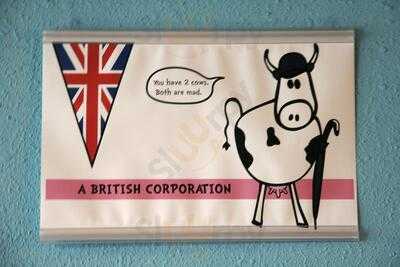 You have 2 cows.
Both are mad.
A BRITISH CORPORATION